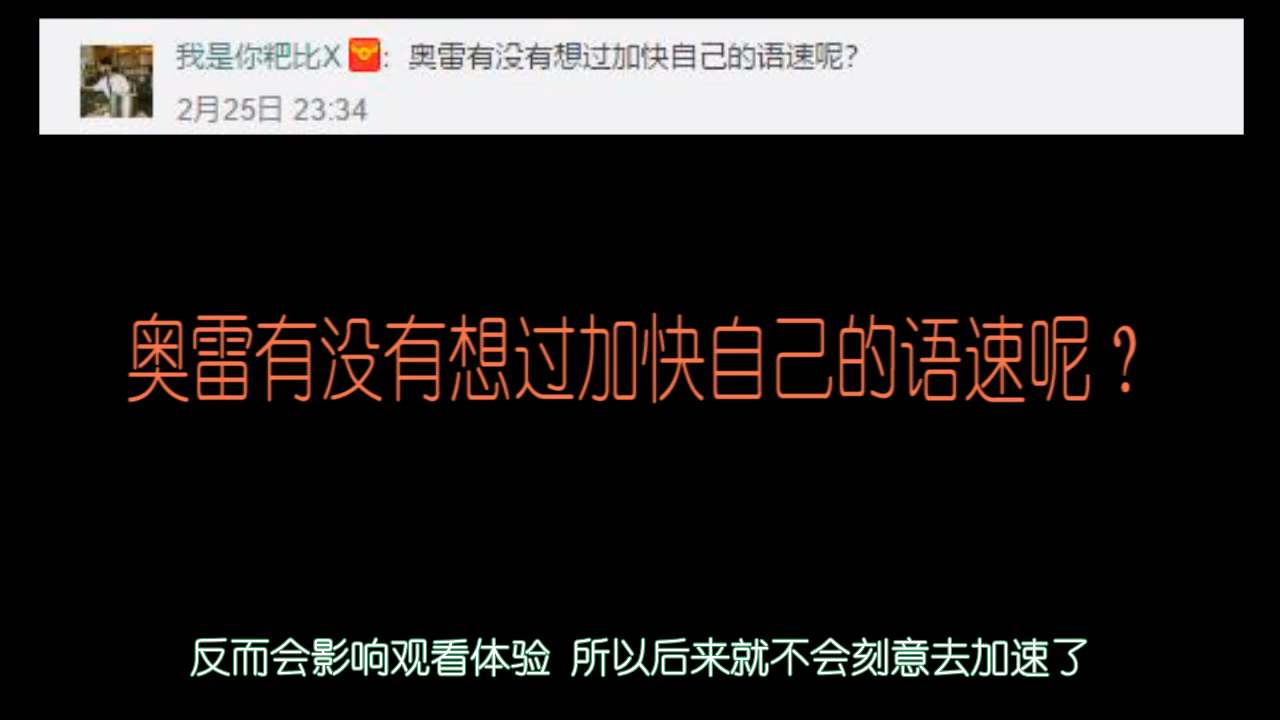 我是你粑比X: 奥雷有没有想过加快自己的语速呢?
2月25日 23:34
奥雷有没有想过加快自己的语速呢？
反而会影响观看体验 所以后来就不会刻意去加速了